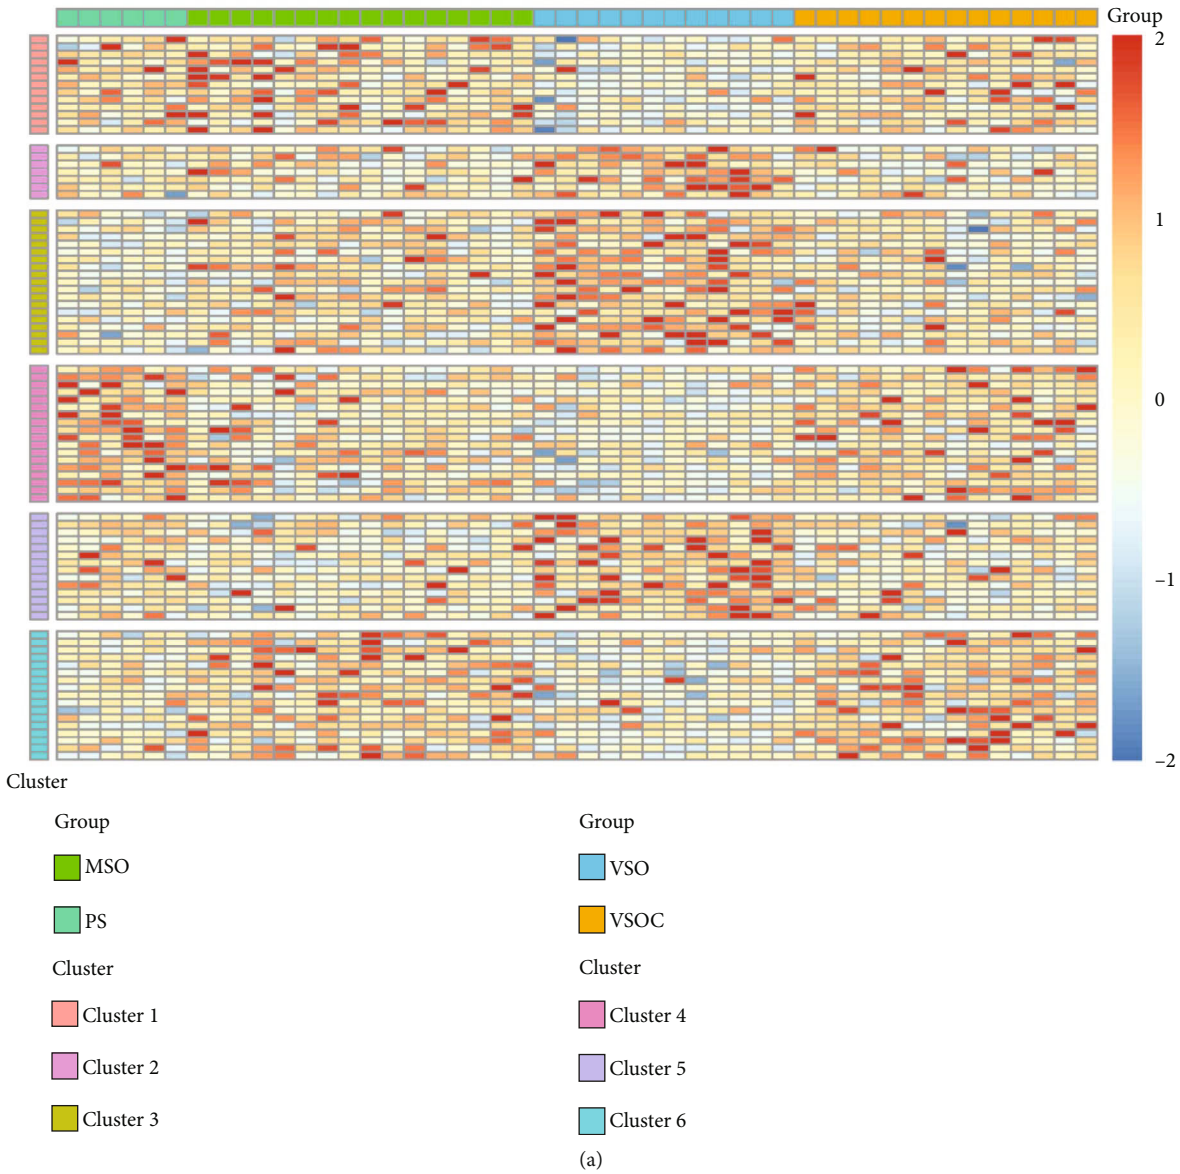 Group
2
1
0
−1
−2
Cluster
Group
Group
MSO
VSO
PS
VSOC
Cluster
Cluster
Cluster 1
Cluster 4
Cluster 2
Cluster 5
Cluster 3
Cluster 6
(a)